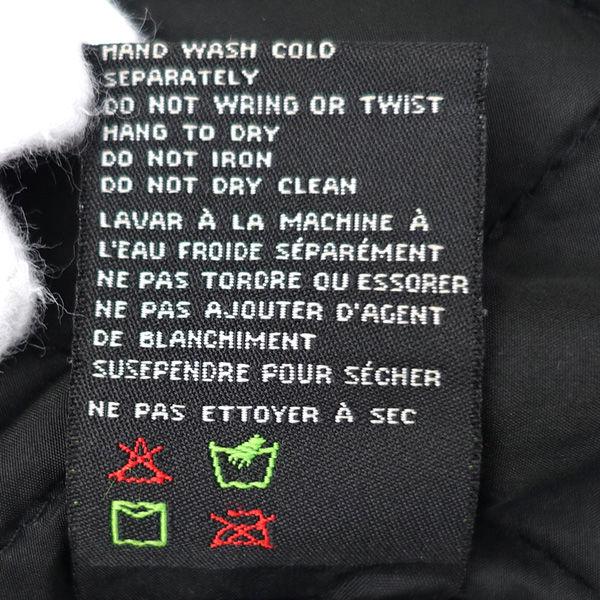 HAND WASH COLD
SEPARATELY
DO NOT WRING OR TWIST
HANG TO DRY
DO NOT IRON
DO NOT DRY CLEAN
LAVAR À LA MACHINE À
L'EAU FROIDE SÉPARÉMENT
NE PAS TORDRE OU ESSORER
NE PAS AJOUTER D'AGENT
DE BLANCHIMENT
SUSEPENDRE POUR SÉCHER
NE PAS ETTOYER À SEC